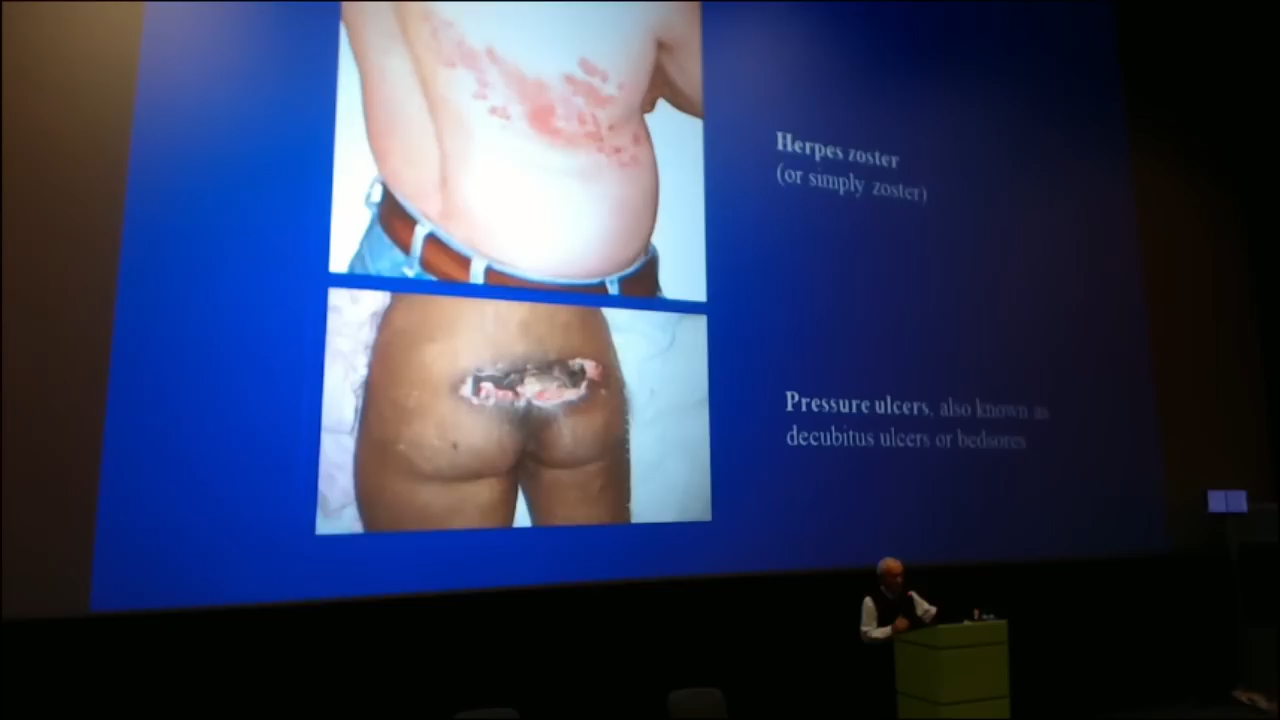 Herpes zoster
(or simply zoster)
Pressure ulcers, also known as
decubitus ulcers or bedsores